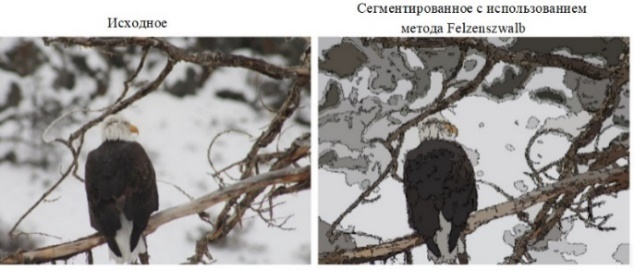 Исходное
Сегментированное с использованием
метода Felzenszwalb